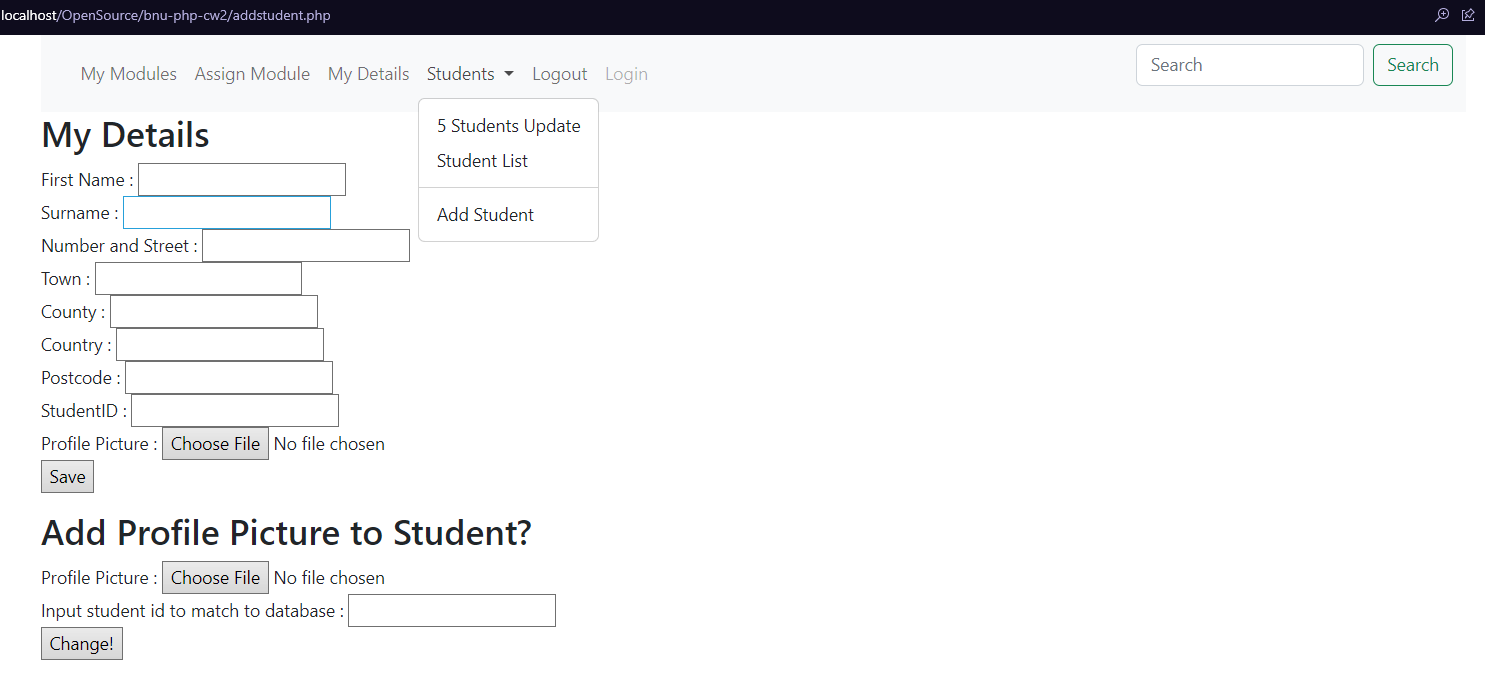 localhost/OpenSource/bnu-php-cw2/addstudent.php
My Modules Assign Module My Details Students Logout Login Search Search
5 Students Update
Student List
Add Student
My Details
First Name :
Surname :
Number and Street :
Town :
County :
Country :
Postcode :
StudentID :
Profile Picture : Choose File No file chosen
Save
Add Profile Picture to Student?
Profile Picture : Choose File No file chosen
Input student id to match to database :
Change!